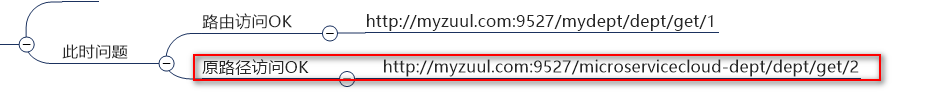 路由访问OK http://myzuul.com:9527/mydept/dept/get/1
此时问题
原路径访问OK http://myzuul.com:9527/microservicecloud-dept/dept/get/2